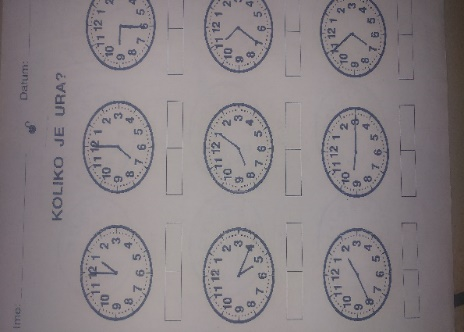 Ime: Datum:
KOLIKO JE URA?